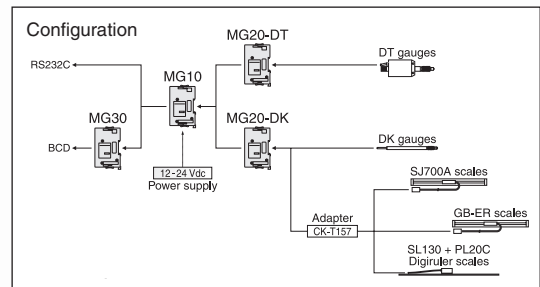 Configuration
MG20-DT
DT gauges
RS232C
MG10
MG30
MG20-DK
BCD
DK gauges
12-24 Vdc
Power supply
SJ700A scales
Adapter
CK-T157
GB-ER scales
SL130 + PL20C
Digiruler scales